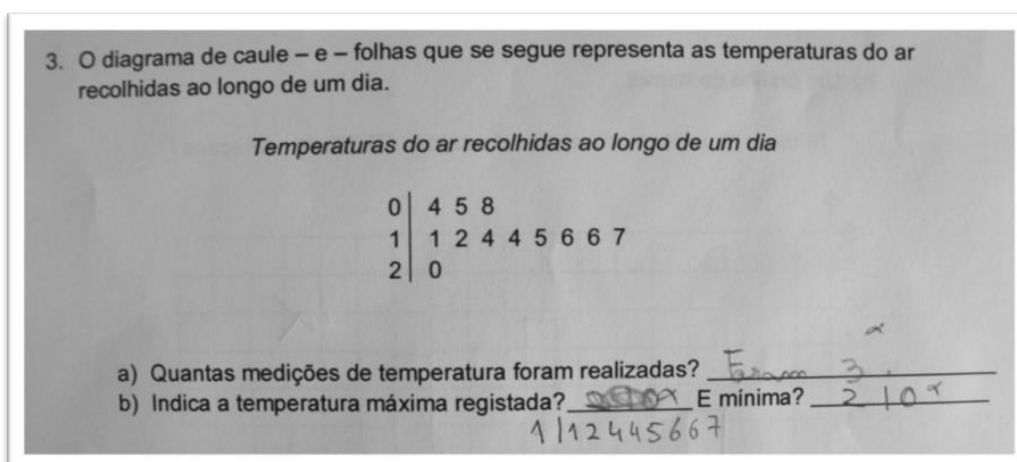 3. O diagrama de caule – e – folhas que se segue representa as temperaturas do ar
recolhidas ao longo de um dia.
Temperaturas do ar recolhidas ao longo de um dia
0| 4 5 8
1| 1 2 4 4 5 6 6 7
2| 0
a) Quantas medições de temperatura foram realizadas? Foram 3.
b) Indica a temperatura máxima registada? E mínima? 2|0
1|12445667